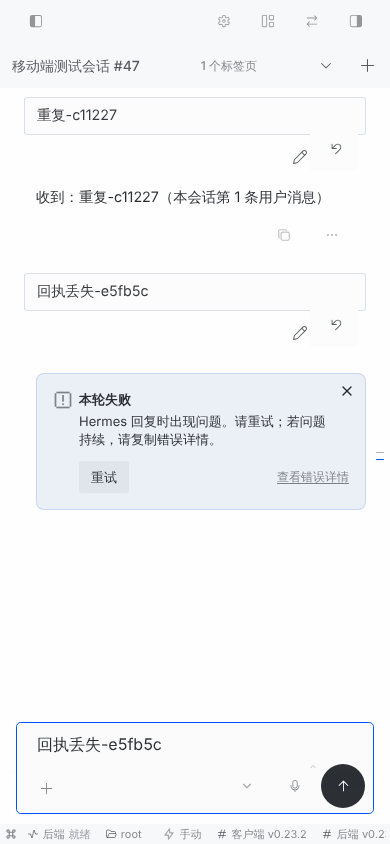 移动端测试会话 #47
1 个标签页
重复-c11227
收到：重复-c11227（本会话第 1 条用户消息）
回执丢失-e5fb5c
本轮失败
Hermes 回复时出现问题。请重试；若问题
持续，请复制错误详情。
重试
查看错误详情
回执丢失-e5fb5c
后端 就绪
root
手动
# 客户端 v0.23.2
# 后端 v0.2